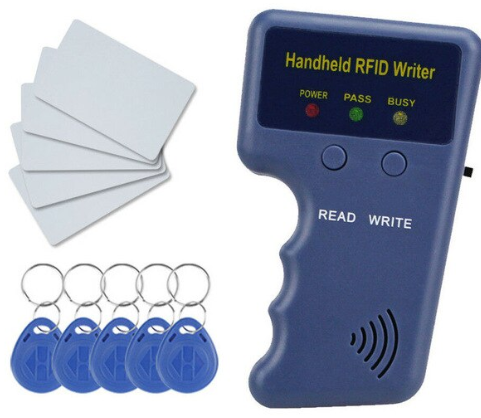 Handheld RFID Writer
POWER PASS BUSY
READ WRITE